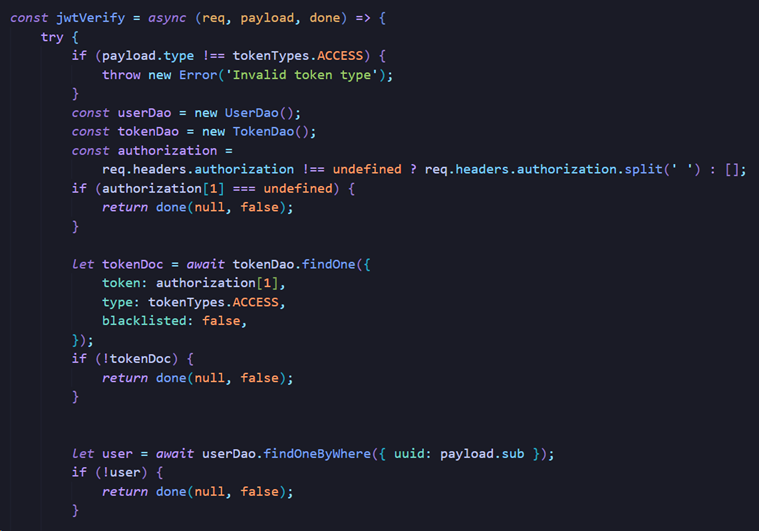 const jwtVerify = async (req, payload, done) => {
    try {
        if (payload.type !== tokenTypes.ACCESS) {
            throw new Error('Invalid token type');
        }
        const userDao = new UserDao();
        const tokenDao = new TokenDao();
        const authorization =
            req.headers.authorization !== undefined ? req.headers.authorization.split(' ') : [];
        if (authorization[1] === undefined) {
            return done(null, false);
        }

        let tokenDoc = await tokenDao.findOne({
            token: authorization[1],
            type: tokenTypes.ACCESS,
            blacklisted: false,
        });
        if (!tokenDoc) {
            return done(null, false);
        }


        let user = await userDao.findOneByWhere({ uuid: payload.sub });
        if (!user) {
            return done(null, false);
        }